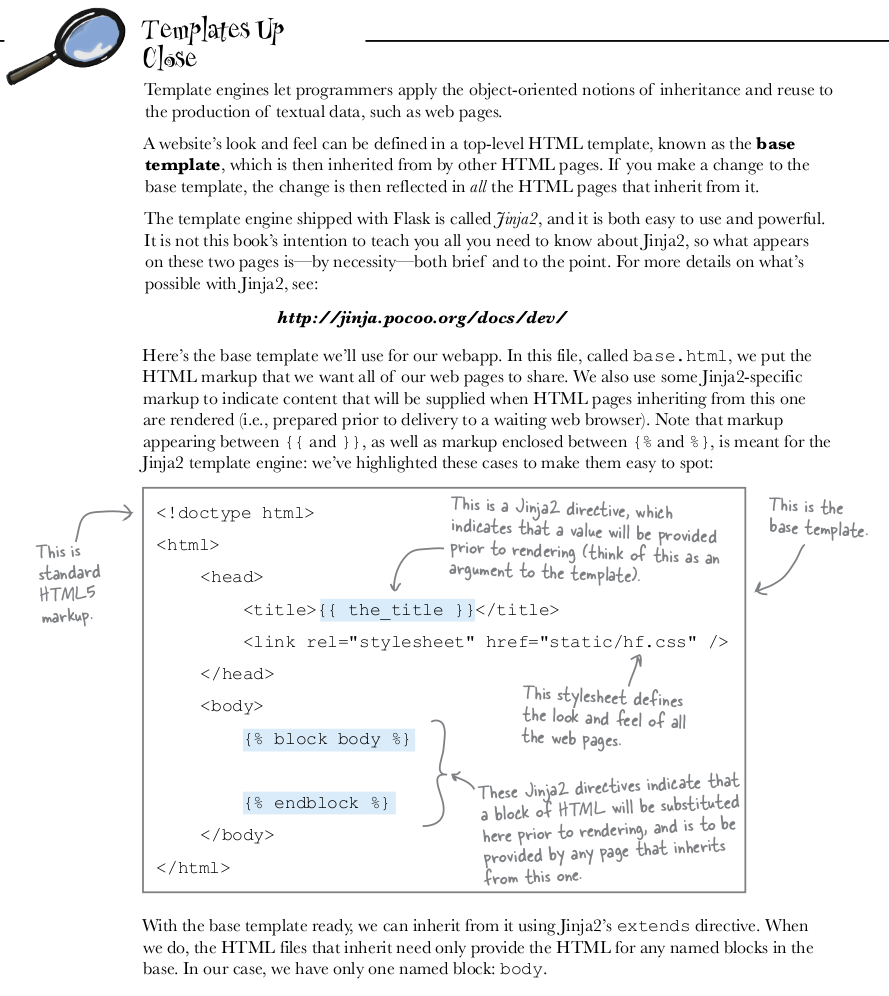 Templates Up
Close
Template engines let programmers apply the object-oriented notions of inheritance and reuse to
the production of textual data, such as web pages.
A website’s look and feel can be defined in a top-level HTML template, known as the base
template, which is then inherited from by other HTML pages. If you make a change to the
base template, the change is then reflected in all the HTML pages that inherit from it.
The template engine shipped with Flask is called Jinja2, and it is both easy to use and powerful.
It is not this book’s intention to teach you all you need to know about Jinja2, so what appears
on these two pages is—by necessity—both brief and to the point. For more details on what’s
possible with Jinja2, see:
http://jinja.pocoo.org/docs/dev/
Here’s the base template we’ll use for our webapp. In this file, called base.html, we put the
HTML markup that we want all of our web pages to share. We also use some Jinja2-specific
markup to indicate content that will be supplied when HTML pages inheriting from this one
are rendered (i.e., prepared prior to delivery to a waiting web browser). Note that markup
appearing between {{ and }}, as well as markup enclosed between {% and %}, is meant for the
Jinja2 template engine: we’ve highlighted these cases to make them easy to spot:
This is
standard
HTML5
markup.
<!doctype html>
<html>
<head>
This is a Jinja2 directive, which
indicates that a value will be provided
prior to rendering (think of this as an
argument to the template).
This is the
base template.
<title>{{ the_title }}</title>
<link rel="stylesheet" href="static/hf.css" />
</head>
<body>
This stylesheet defines
the look and feel of all
the web pages.
{% block body %}
{% endblock %}
These Jinja2 directives indicate that
a block of HTML will be substituted
here prior to rendering, and is to be
provided by any page that inherits
from this one.
</body>
</html>
With the base template ready, we can inherit from it using Jinja2’s extends directive. When
we do, the HTML files that inherit need only provide the HTML for any named blocks in the
base. In our case, we have only one named block: body.